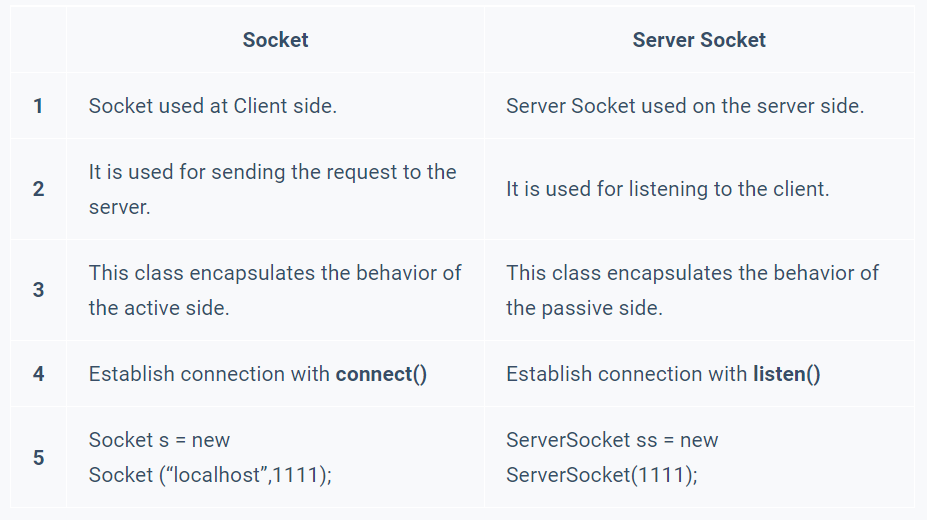 Socket Server Socket
1 Socket used at Client side. Server Socket used on the server side.
2 It is used for sending the request to the
server. It is used for listening to the client.
3 This class encapsulates the behavior of
the active side. This class encapsulates the behavior of
the passive side.
4 Establish connection with connect() Establish connection with listen()
5 Socket s = new
Socket (“localhost”,1111); ServerSocket ss = new
ServerSocket(1111);